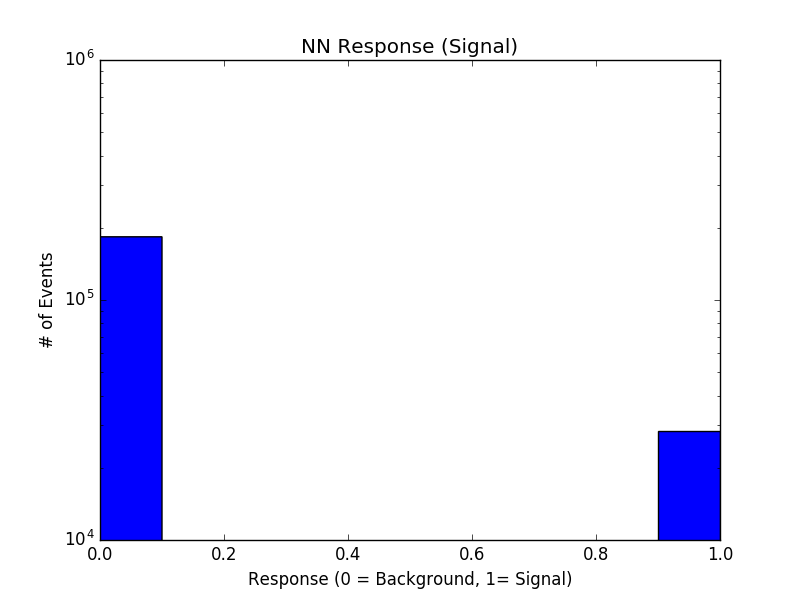 NN Response (Signal)
10^6
10^5
10^4
# of Events
0.0 0.2 0.4 0.6 0.8 1.0
Response (0 = Background, 1= Signal)